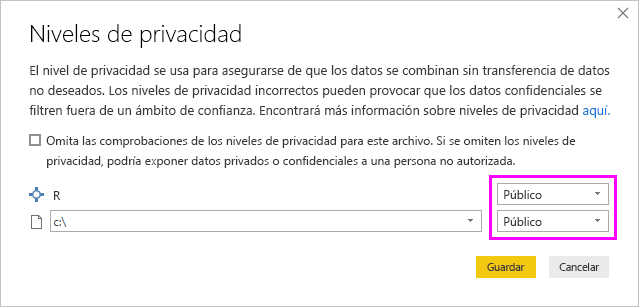 Niveles de privacidad
El nivel de privacidad se usa para asegurarse de que los datos se combinan sin transferencia de datos
no deseados. Los niveles de privacidad incorrectos pueden provocar que los datos confidenciales se
filtren fuera de un ámbito de confianza. Encontrará más información sobre niveles de privacidad aquí.
Omita las comprobaciones de los niveles de privacidad para este archivo. Si se omiten los niveles de
privacidad, podría exponer datos privados o confidenciales a una persona no autorizada.
R Público
c:\ Público
Guardar Cancelar